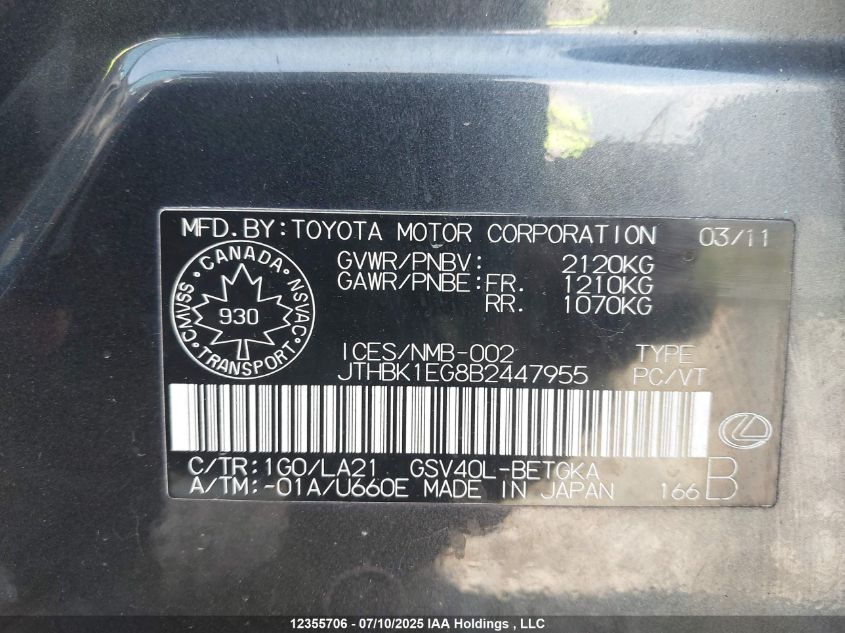 MFD.BY:TOYOTA MOTOR CORPORATION 03/11
GVWR/PNBV: 2120KG
GAWR/PNBE:FR. 1210KG
RR. 1070KG
CANADA
CMVSS NSVAC
930
TRANSPORT
ICES/NMB-002 TYPE
JTHBK1EG8B2447955 PC/VT
C/TR:1G0/LA21 GSV40L-BETGKA
A/TM:-01A/U660E MADE IN JAPAN 166 B
12355706 - 07/10/2025 IAA Holdings , LLC